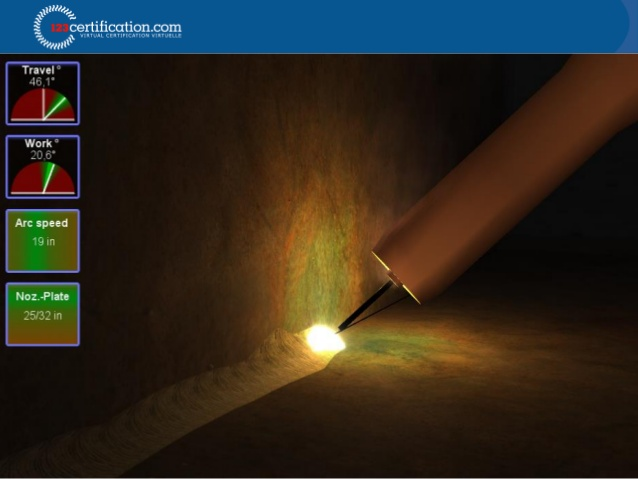 123certification.com
VIRTUAL CERTIFICATION VIRTUELLE
Travel °
46,1°
Work °
20,6°
Arc speed
19 in
Noz.-Plate
25/32 in